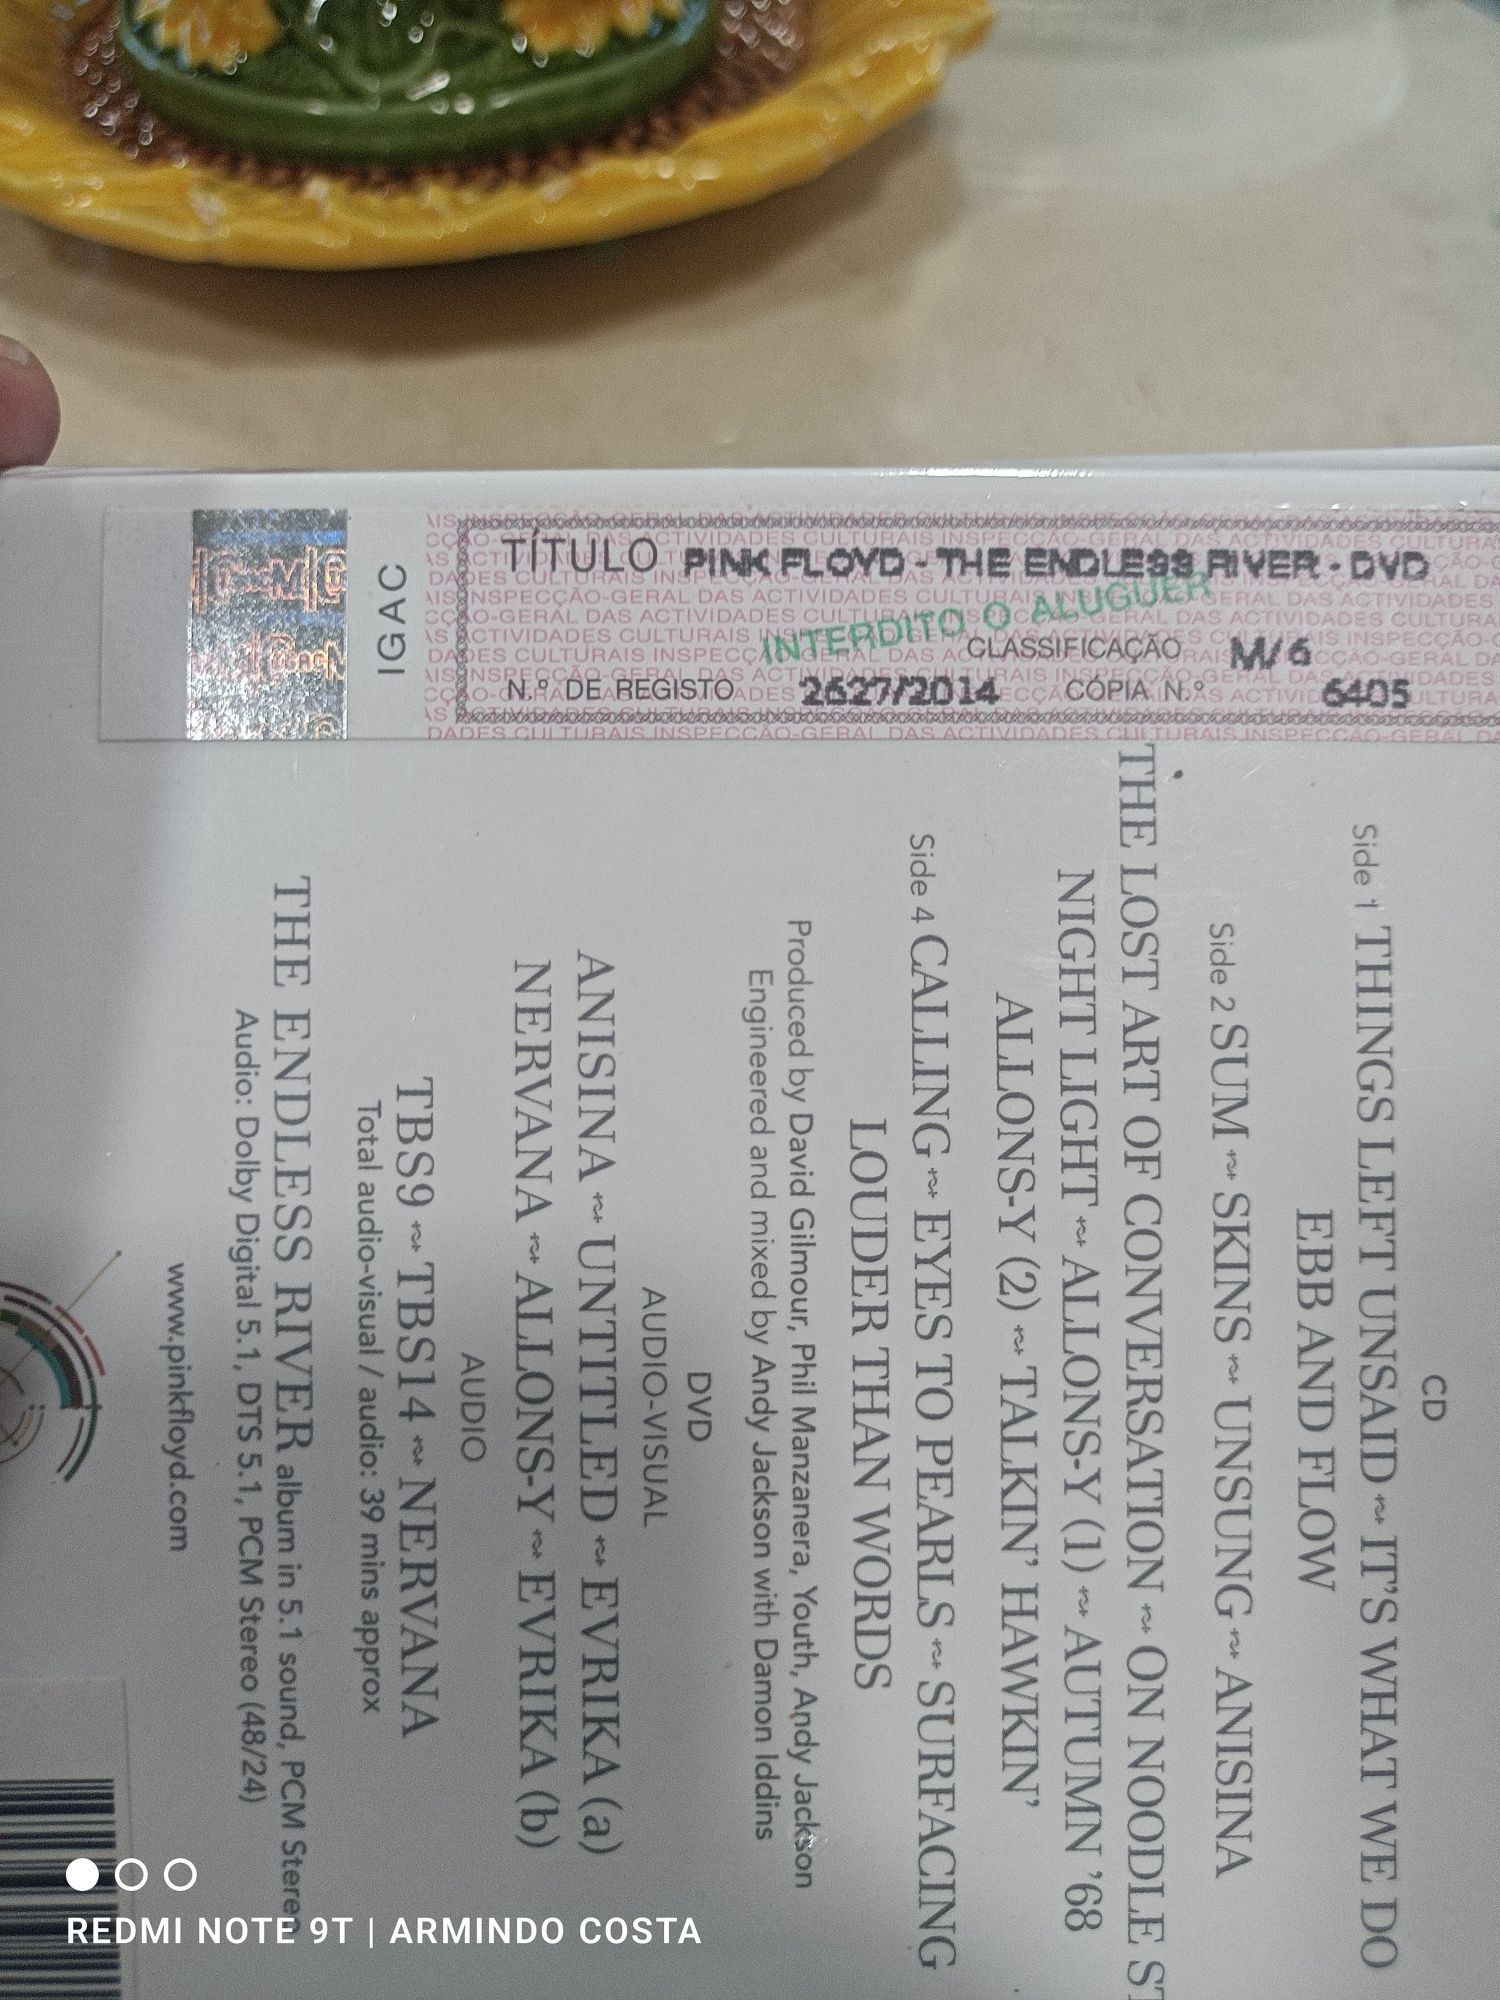 IGAC
TÍTULO PINK FLOYD - THE ENDLESS RIVER - DVD
INTERDITO O ALUGUER
CLASSIFICAÇÃO M/6
N.º DE REGISTO 2627/2014 CÓPIA N.º 6405
CD
Side 1 THINGS LEFT UNSAID ~ IT'S WHAT WE DO
EBB AND FLOW
Side 2 SUM ~ SKINS ~ UNSUNG ~ ANISINA
THE LOST ART OF CONVERSATION ~ ON NOODLE ST
NIGHT LIGHT ~ ALLONS-Y (1) ~ AUTUMN '68
ALLONS-Y (2) ~ TALKIN' HAWKIN'
Side 4 CALLING ~ EYES TO PEARLS ~ SURFACING
LOUDER THAN WORDS
Produced by David Gilmour, Phil Manzanera, Youth, Andy Jackson
Engineered and mixed by Andy Jackson with Damon Iddins
DVD
AUDIO-VISUAL
ANISINA ~ UNTITLED ~ EVRIKA (a)
NERVANA ~ ALLONS-Y ~ EVRIKA (b)
AUDIO
TBS9 ~ TBS14 ~ NERVANA
Total audio-visual / audio: 39 mins approx
THE ENDLESS RIVER album in 5.1 sound, PCM Stereo
Audio: Dolby Digital 5.1, DTS 5.1, PCM Stereo (48/24)
www.pinkfloyd.com
REDMI NOTE 9T | ARMINDO COSTA